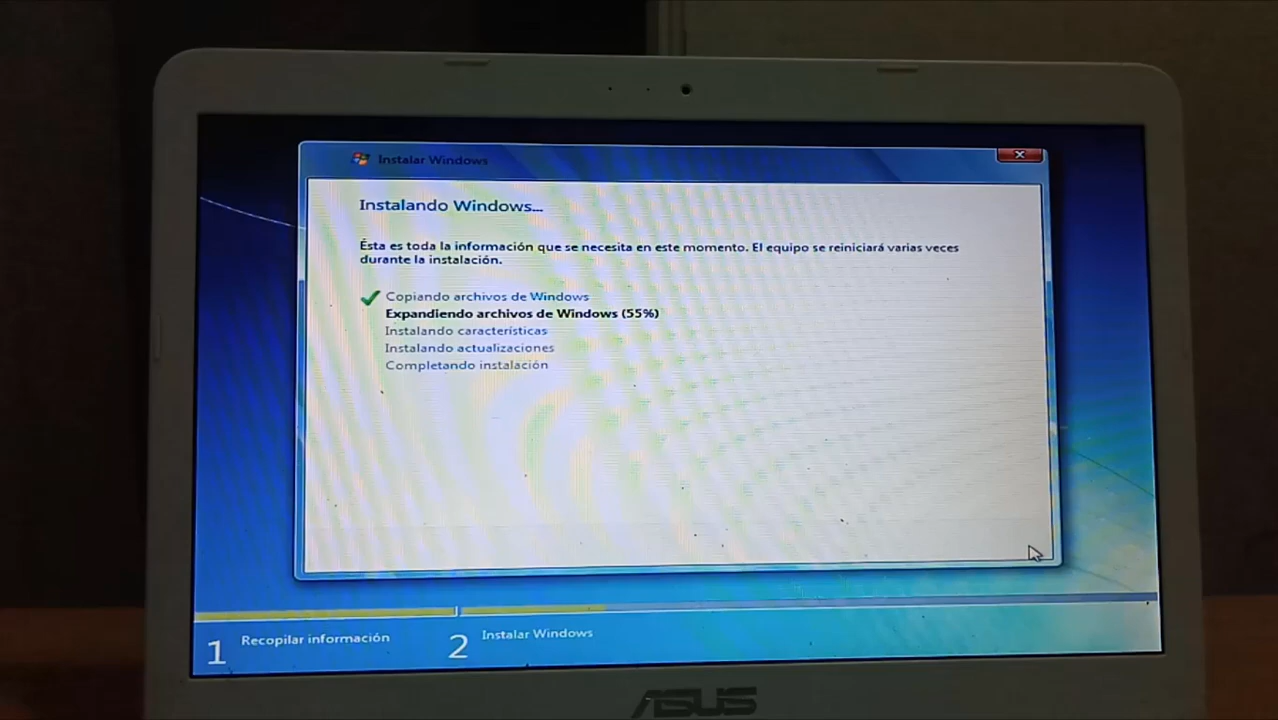 Instalar Windows
Instalando Windows...
Ésta es toda la información que se necesita en este momento. El equipo se reiniciará varias veces
durante la instalación.
Copiando archivos de Windows
Expandiendo archivos de Windows (55%)
Instalando características
Instalando actualizaciones
Completando instalación
1 Recopilar información
2 Instalar Windows
ASUS